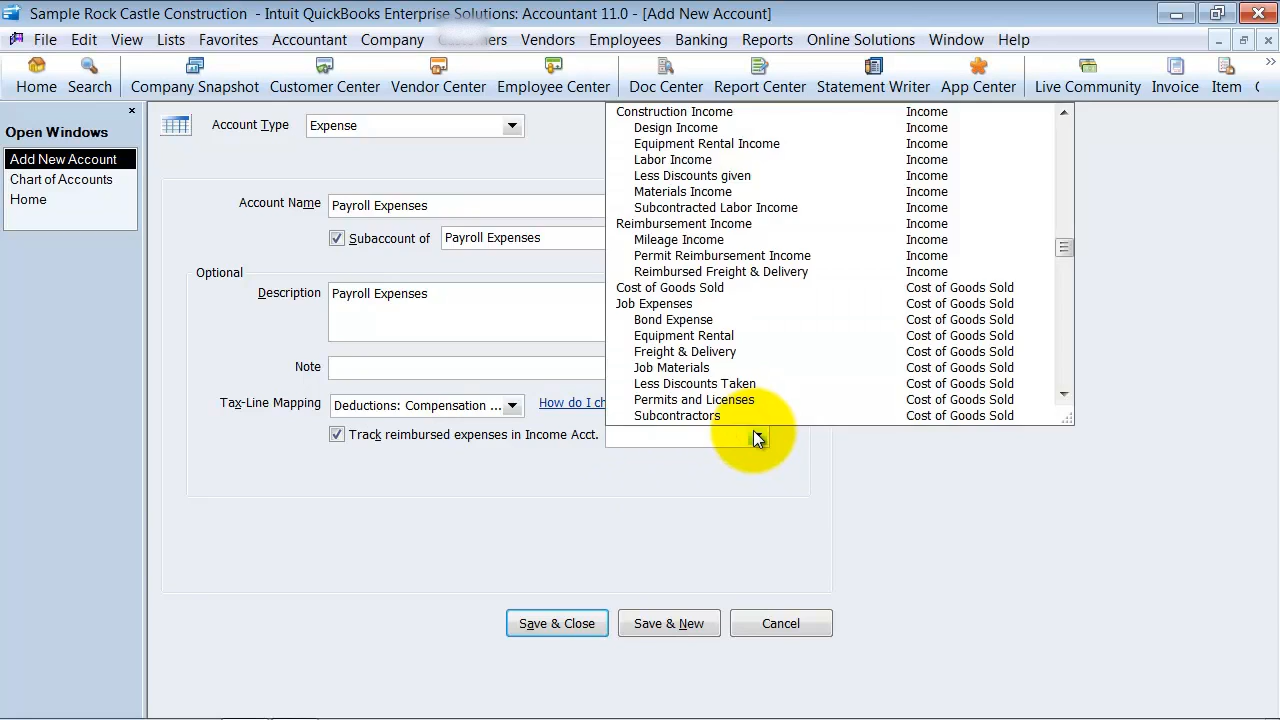 Sample Rock Castle Construction - Intuit QuickBooks Enterprise Solutions: Accountant 11.0 - [Add New Account]
File Edit View Lists Favorites Accountant Company Customers Vendors Employees Banking Reports Online Solutions Window Help
Home Search Company Snapshot Customer Center Vendor Center Employee Center Doc Center Report Center Statement Writer App Center Live Community Invoice Item
Open Windows
Add New Account
Chart of Accounts
Home
Account Type Expense
Account Name Payroll Expenses
Subaccount of Payroll Expenses
Optional
Description Payroll Expenses
Note
Tax-Line Mapping Deductions: Compensation ... How do I ch
Track reimbursed expenses in Income Acct.
Construction Income Income
Design Income Income
Equipment Rental Income Income
Labor Income Income
Less Discounts given Income
Materials Income Income
Subcontracted Labor Income Income
Reimbursement Income Income
Mileage Income Income
Permit Reimbursement Income Income
Reimbursed Freight & Delivery Income
Cost of Goods Sold Cost of Goods Sold
Job Expenses Cost of Goods Sold
Bond Expense Cost of Goods Sold
Equipment Rental Cost of Goods Sold
Freight & Delivery Cost of Goods Sold
Job Materials Cost of Goods Sold
Less Discounts Taken Cost of Goods Sold
Permits and Licenses Cost of Goods Sold
Subcontractors Cost of Goods Sold
Save & Close Save & New Cancel